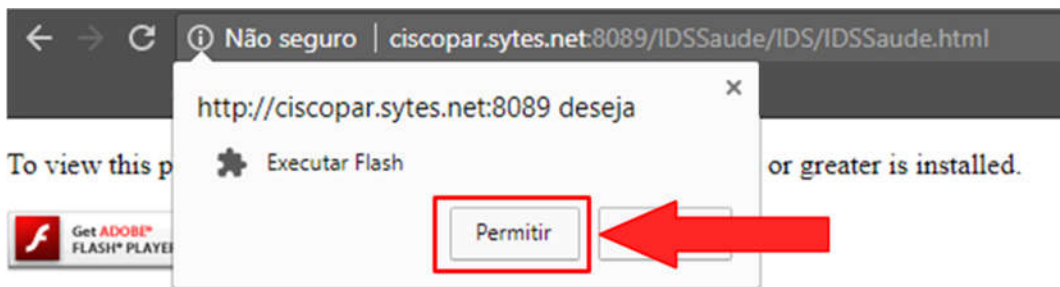 Não seguro | ciscopar.sytes.net:8089/IDSSaude/IDS/IDSSaude.html
http://ciscopar.sytes.net:8089 deseja
Executar Flash
To view this p or greater is installed.
Permitir
Get ADOBE®
FLASH® PLAYER